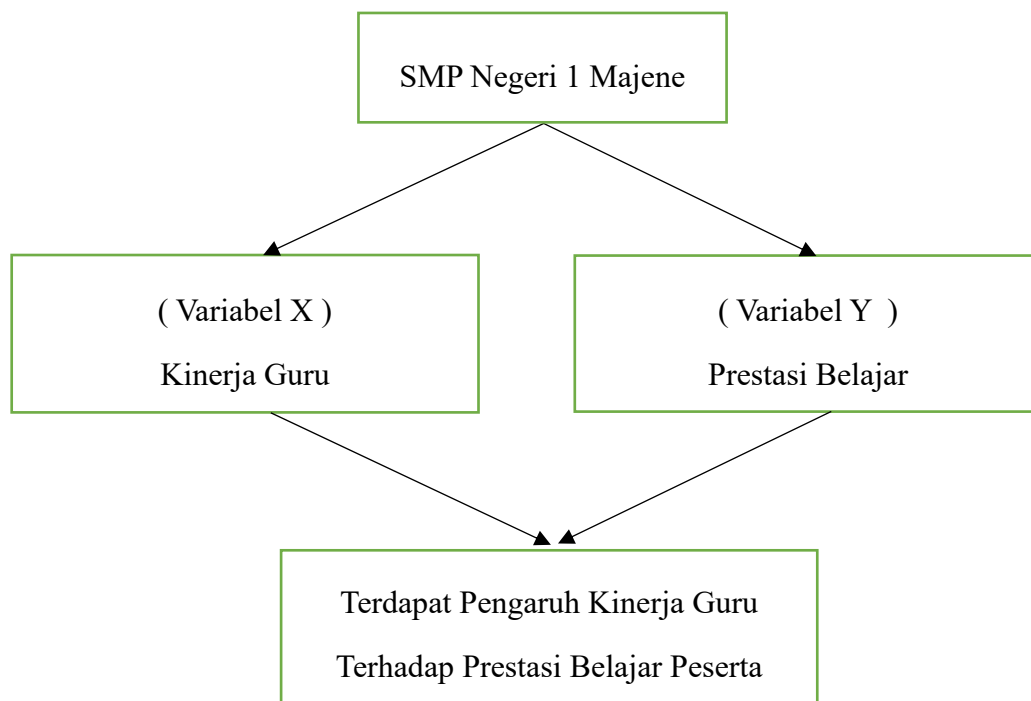 SMP Negeri 1 Majene
( Variabel X )
Kinerja Guru
( Variabel Y  )
Prestasi Belajar
Terdapat Pengaruh Kinerja Guru
Terhadap Prestasi Belajar Peserta